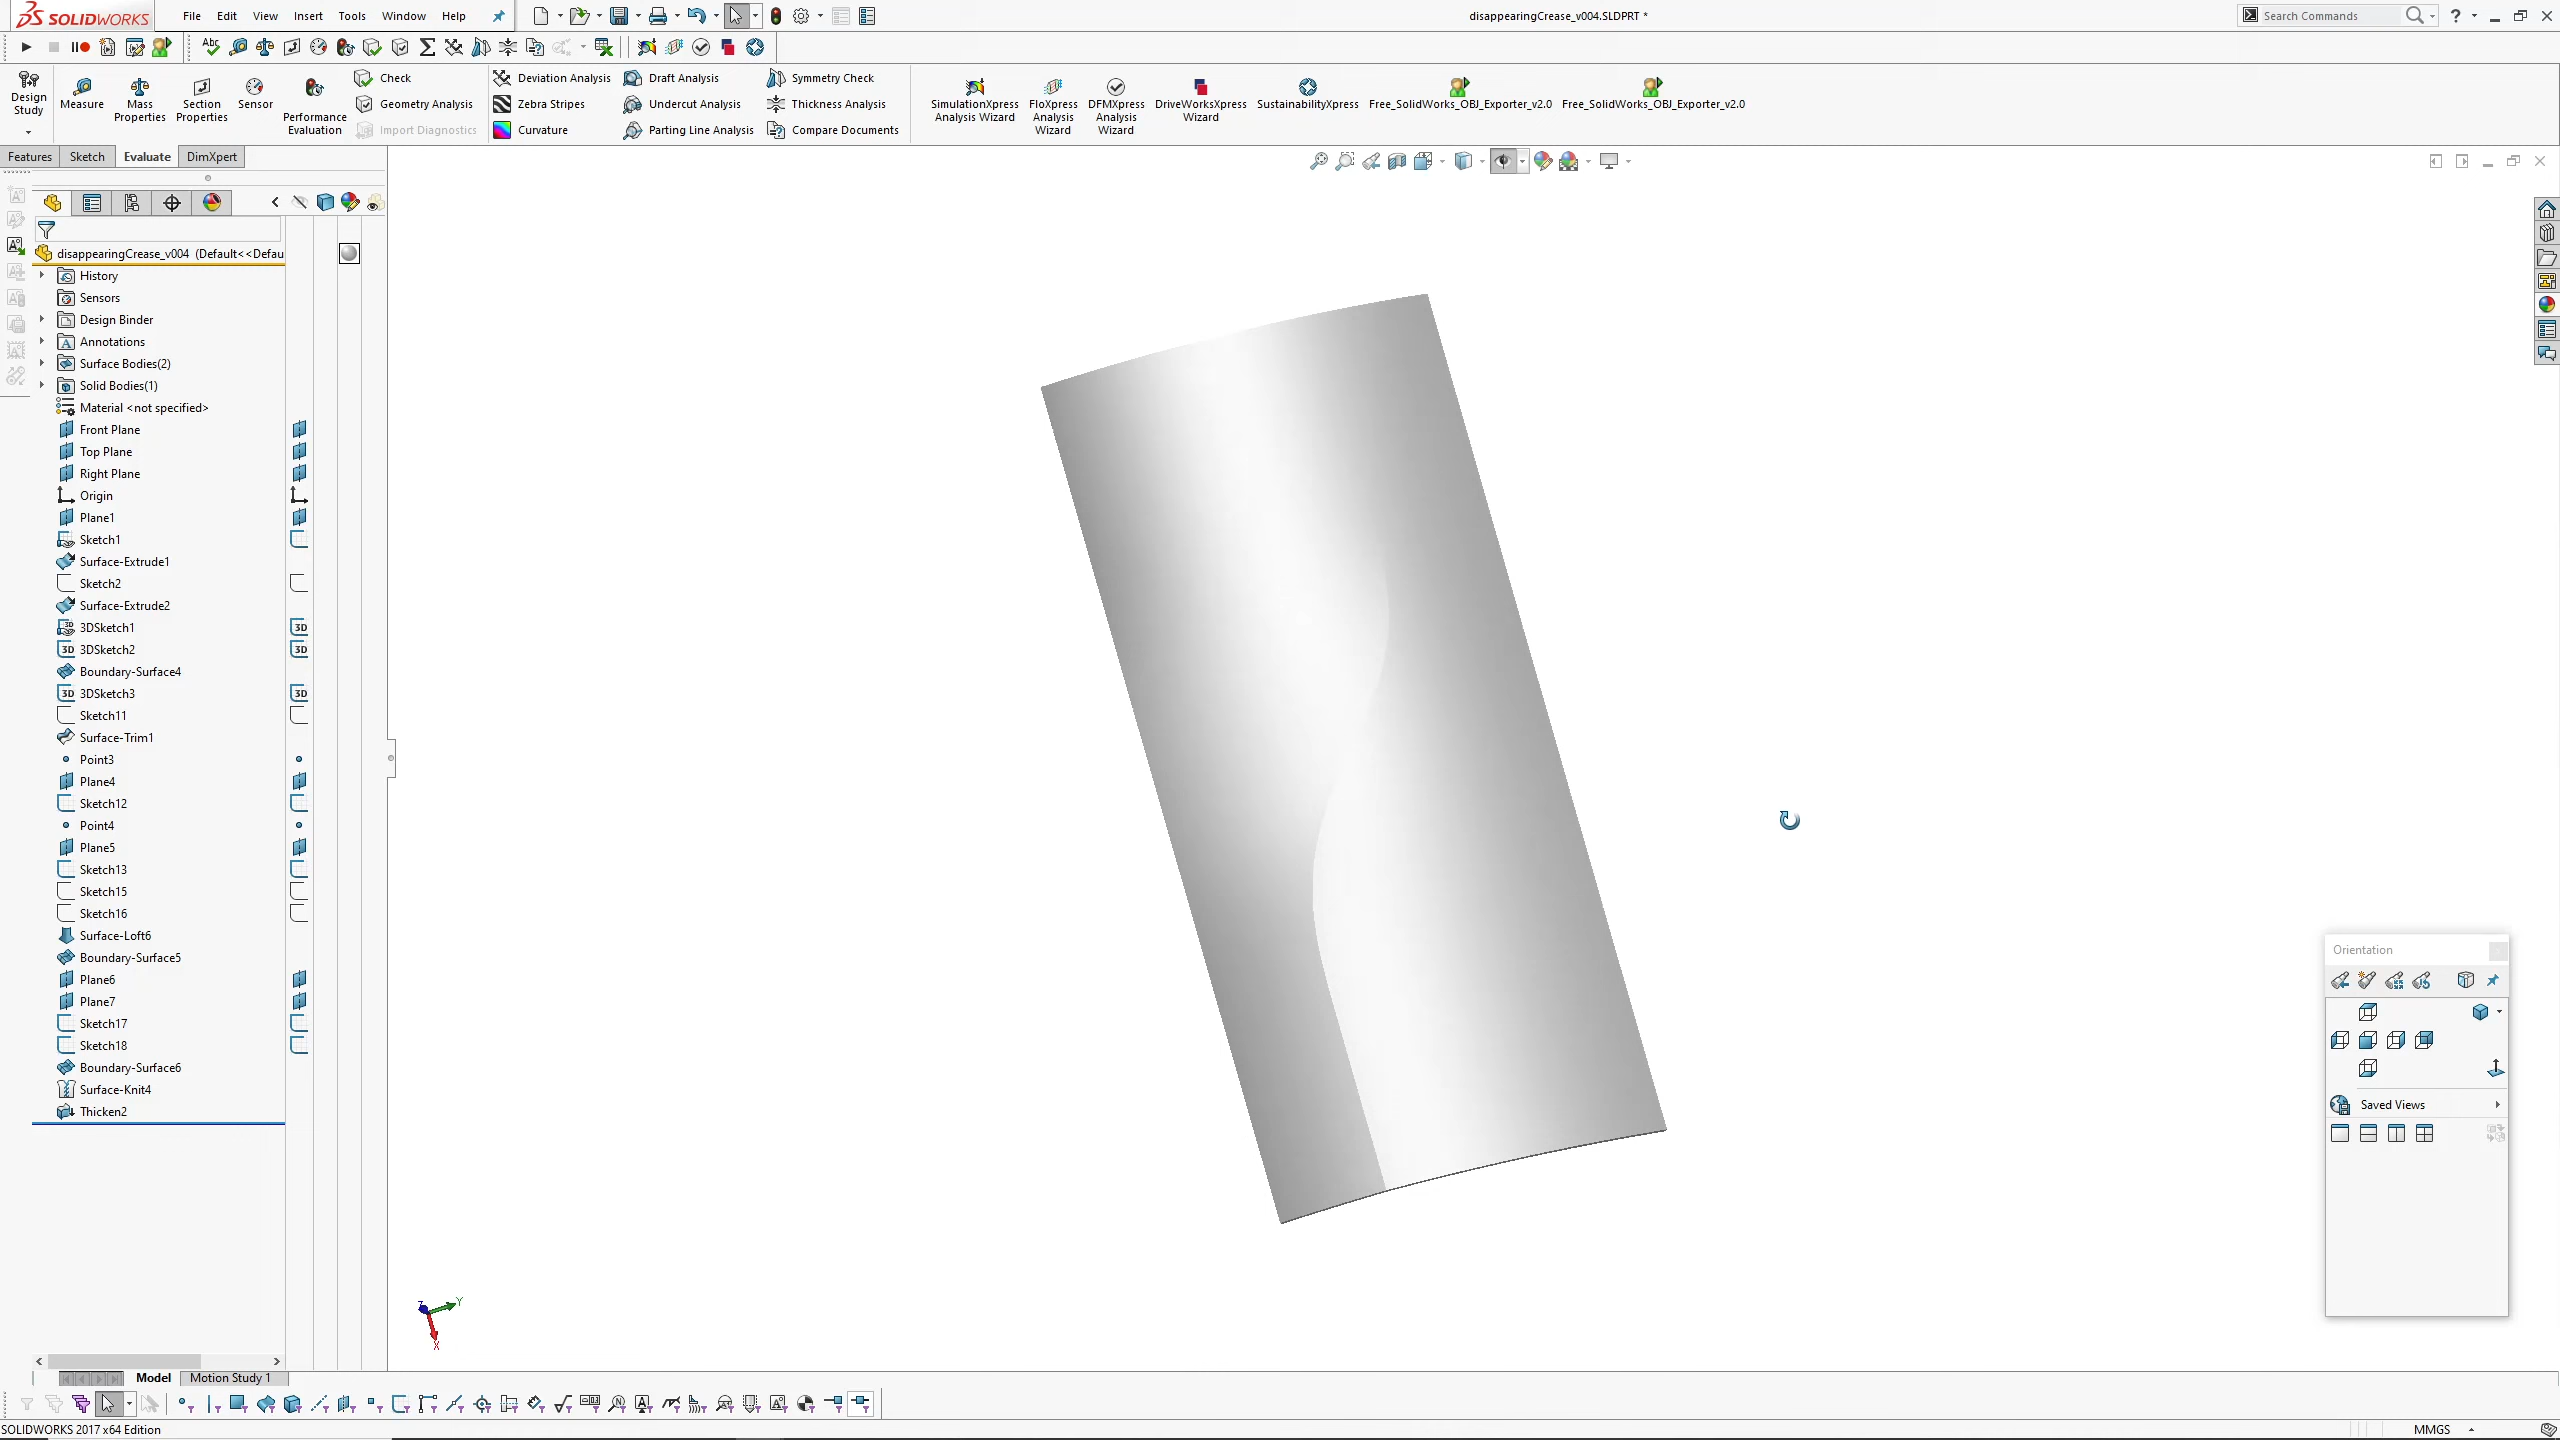 SOLIDWORKS
File Edit View Insert Tools Window Help
disappearingCrease_v004.SLDPRT *
Search Commands
Design Study
Measure
Mass Properties
Section Properties
Sensor
Performance Evaluation
Check
Geometry Analysis
Import Diagnostics
Deviation Analysis
Zebra Stripes
Curvature
Draft Analysis
Undercut Analysis
Parting Line Analysis
Symmetry Check
Thickness Analysis
Compare Documents
SimulationXpress Analysis Wizard
FloXpress Analysis Wizard
DFMXpress Analysis Wizard
DriveWorksXpress Wizard
SustainabilityXpress
Free_SolidWorks_OBJ_Exporter_v2.0
Free_SolidWorks_OBJ_Exporter_v2.0
Features Sketch Evaluate DimXpert
disappearingCrease_v004 (Default<<Defau
History
Sensors
Design Binder
Annotations
Surface Bodies(2)
Solid Bodies(1)
Material <not specified>
Front Plane
Top Plane
Right Plane
Origin
Plane1
Sketch1
Surface-Extrude1
Sketch2
Surface-Extrude2
3DSketch1
3DSketch2
Boundary-Surface4
3DSketch3
Sketch11
Surface-Trim1
Point3
Plane4
Sketch12
Point4
Plane5
Sketch13
Sketch15
Sketch16
Surface-Loft6
Boundary-Surface5
Plane6
Plane7
Sketch17
Sketch18
Boundary-Surface6
Surface-Knit4
Thicken2
Orientation
Saved Views
Z Y
X
Model Motion Study 1
SOLIDWORKS 2017 x64 Edition
MMGS